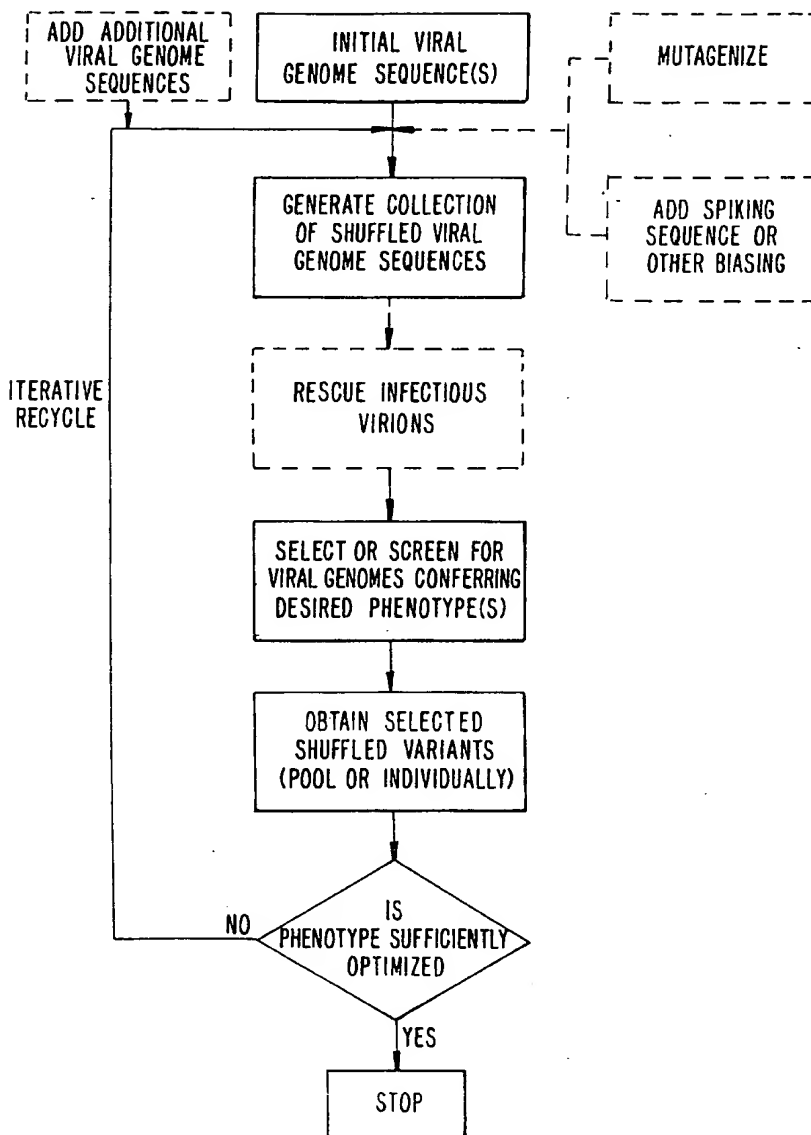 ADD ADDITIONAL
VIRAL GENOME
SEQUENCES
INITIAL VIRAL
GENOME SEQUENCE(S)
MUTAGENIZE
GENERATE COLLECTION
OF SHUFFLED VIRAL
GENOME SEQUENCES
ADD SPIKING
SEQUENCE OR
OTHER BIASING
ITERATIVE
RECYCLE
RESCUE INFECTIOUS
VIRIONS
SELECT OR SCREEN FOR
VIRAL GENOMES CONFERRING
DESIRED PHENOTYPE(S)
OBTAIN SELECTED
SHUFFLED VARIANTS
(POOL OR INDIVIDUALLY)
NO
IS
PHENOTYPE SUFFICIENTLY
OPTIMIZED
YES
STOP